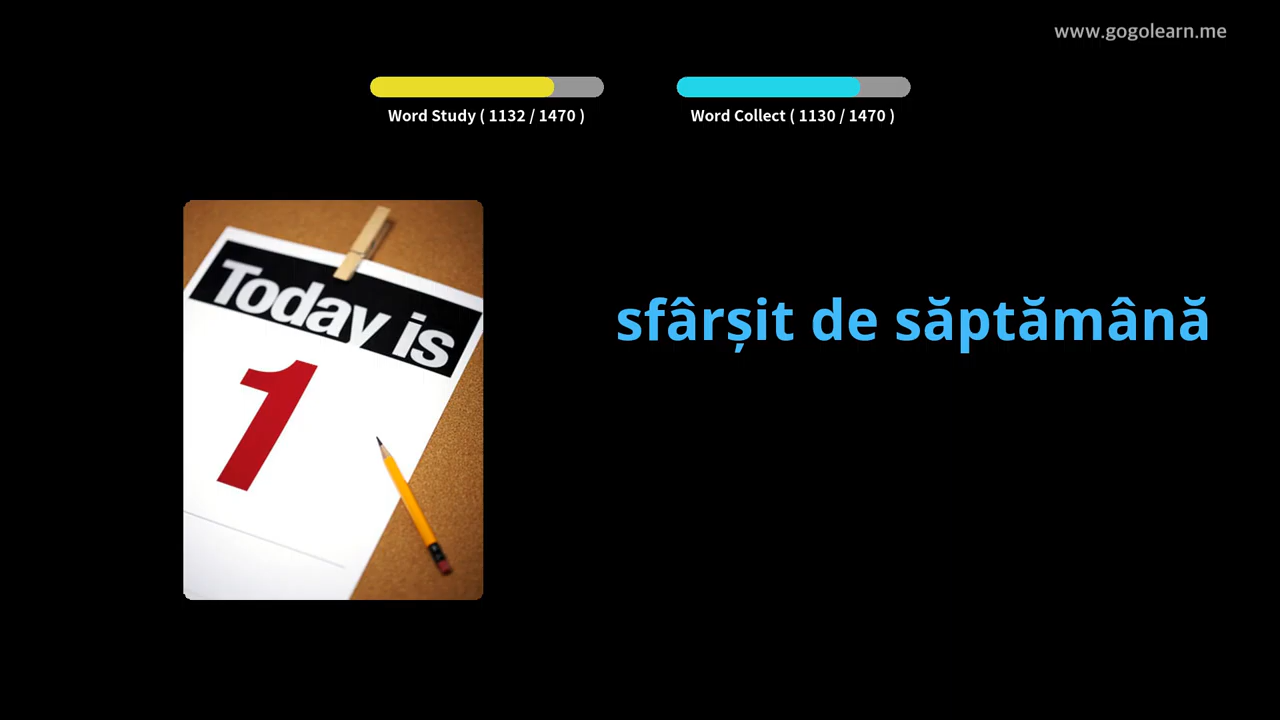 www.gogolearn.me
Word Study ( 1132 / 1470 )
Word Collect ( 1130 / 1470 )
Today is
1
sfârșit de săptămână